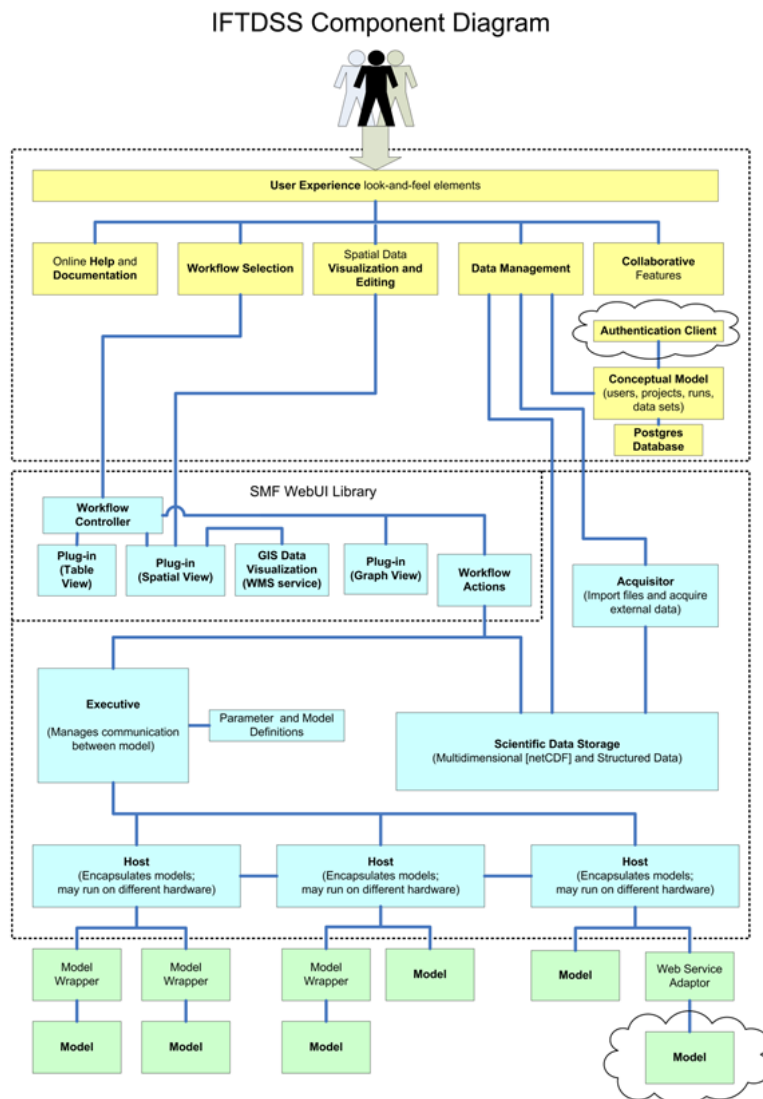 IFTDSS Component Diagram
User Experience look-and-feel elements
Online Help and
Documentation
Workflow Selection
Spatial Data
Visualization and
Editing
Data Management
Collaborative
Features
Authentication Client
Conceptual Model
(users, projects, runs,
data sets)
Postgres
Database
SMF WebUI Library
Workflow
Controller
Plug-in
(Table
View)
Plug-in
(Spatial View)
GIS Data
Visualization
(WMS service)
Plug-in
(Graph View)
Workflow
Actions
Acquisitor
(Import files and acquire
external data)
Executive
(Manages communication
between model)
Parameter and Model
Definitions
Scientific Data Storage
(Multidimensional [netCDF] and Structured Data)
Host
(Encapsulates models;
may run on different hardware)
Host
(Encapsulates models;
may run on different hardware)
Host
(Encapsulates models;
may run on different hardware)
Model
Wrapper
Model
Wrapper
Model
Wrapper
Model
Model
Web Service
Adaptor
Model
Model
Model
Model